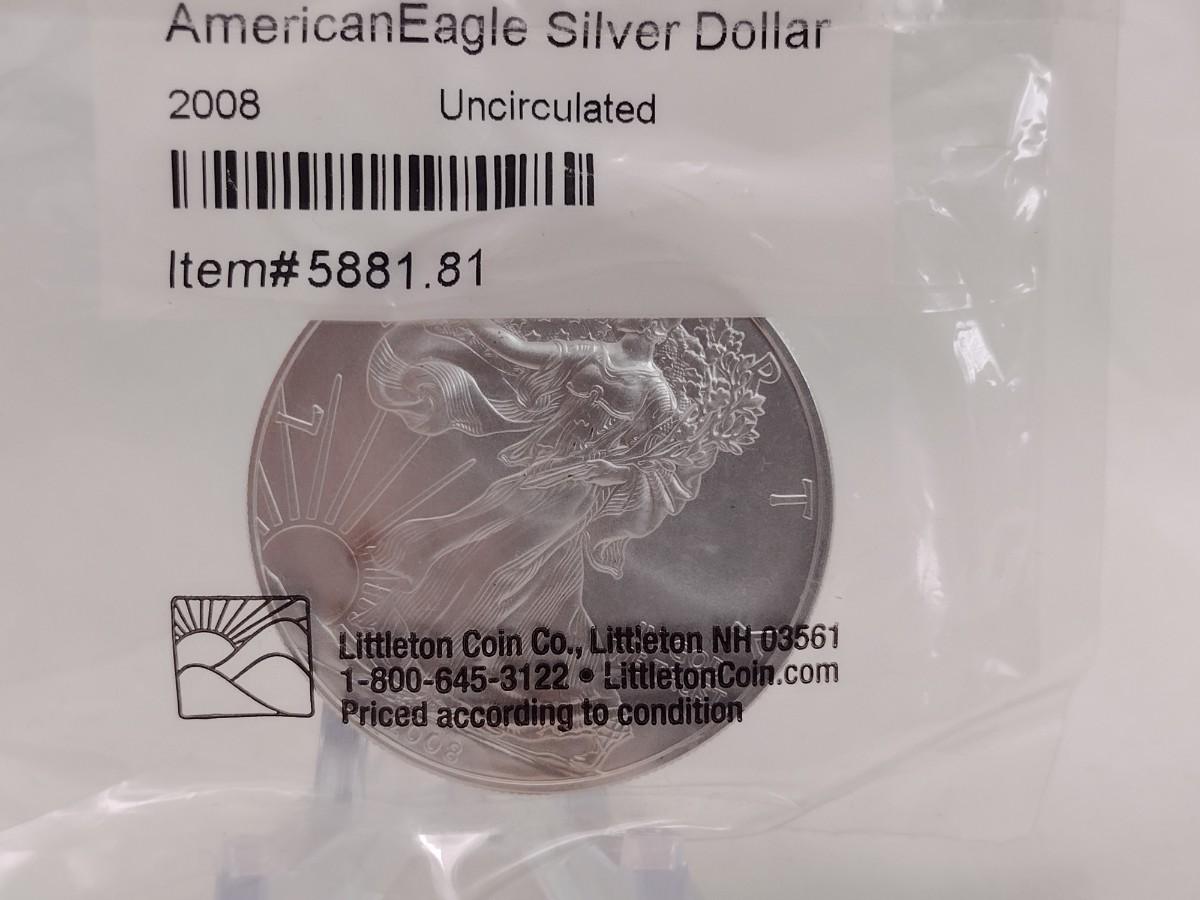 AmericanEagle Silver Dollar
2008 Uncirculated
Item#5881.81
L
P
T
Littleton Coin Co., Littleton NH 03561
1-800-645-3122 • LittletonCoin.com
Priced according to condition
2008